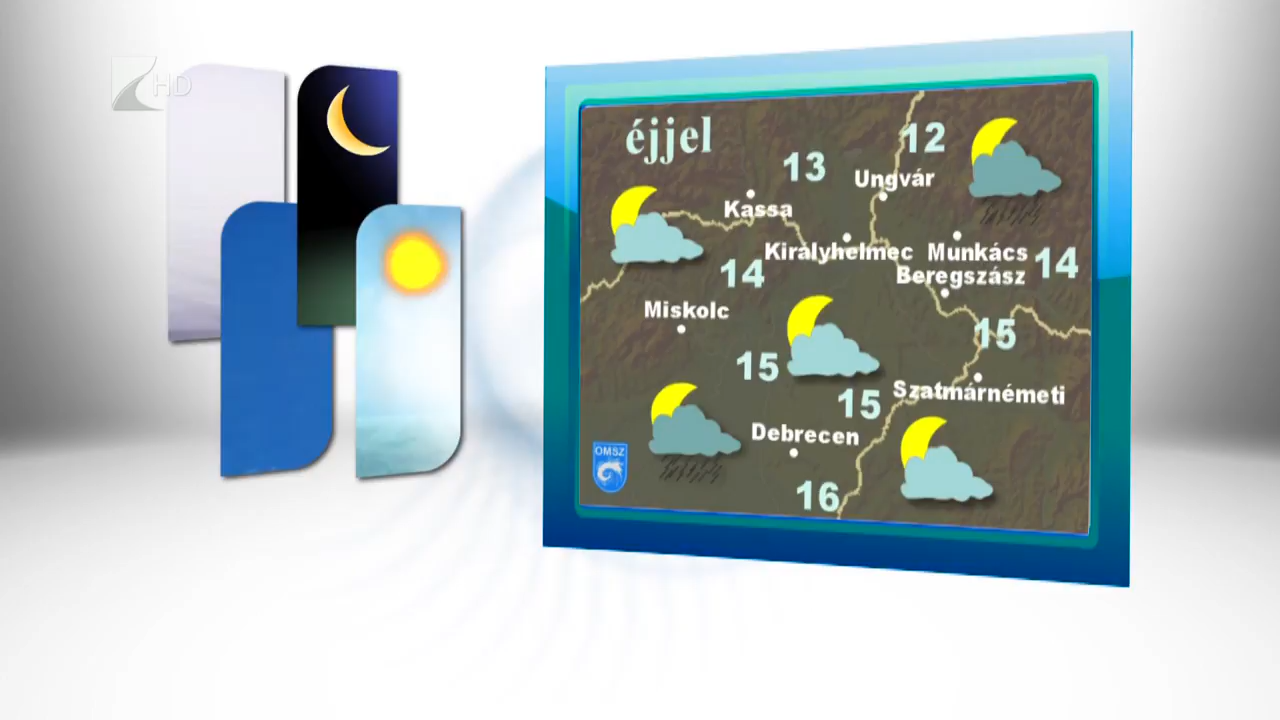 HD
éjjel
12
13
Ungvár
Kassa
Királyhelmec
Munkács
14
14
Beregszász
Miskolc
15
15
15
Szatmárnémeti
Debrecen
OMSZ
16